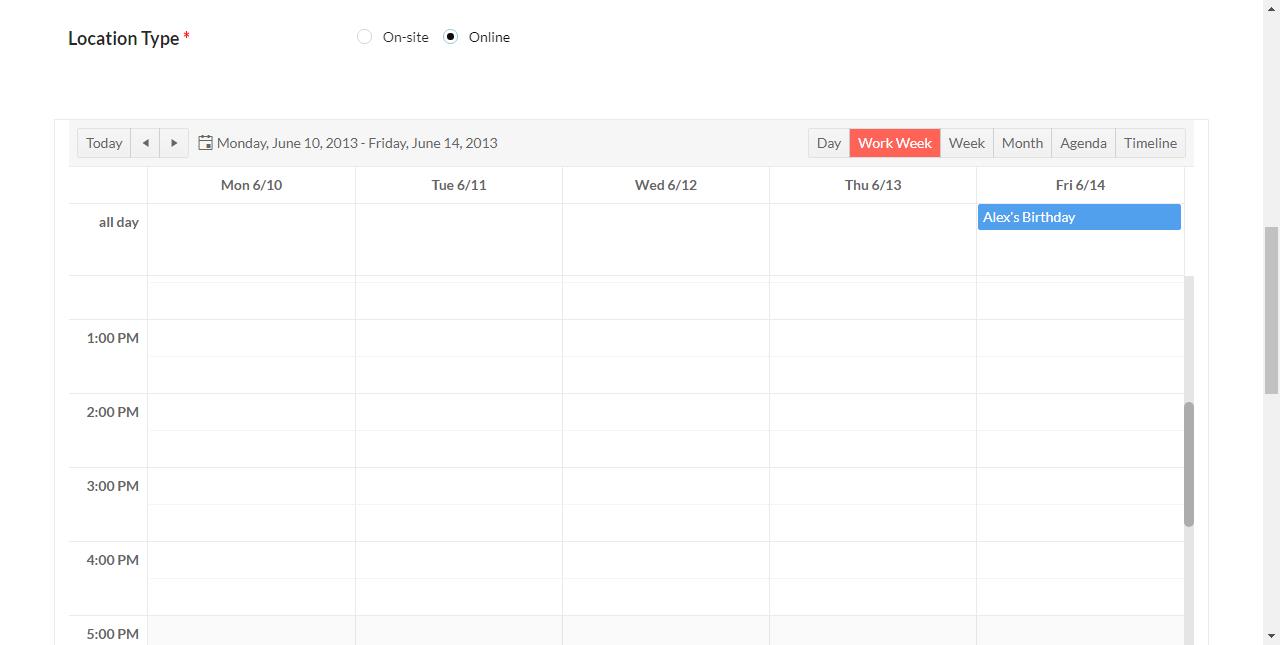 Location Type * On-site Online
Today Monday, June 10, 2013 - Friday, June 14, 2013 Day Work Week Week Month Agenda Timeline
Mon 6/10 Tue 6/11 Wed 6/12 Thu 6/13 Fri 6/14
all day Alex's Birthday
1:00 PM
2:00 PM
3:00 PM
4:00 PM
5:00 PM